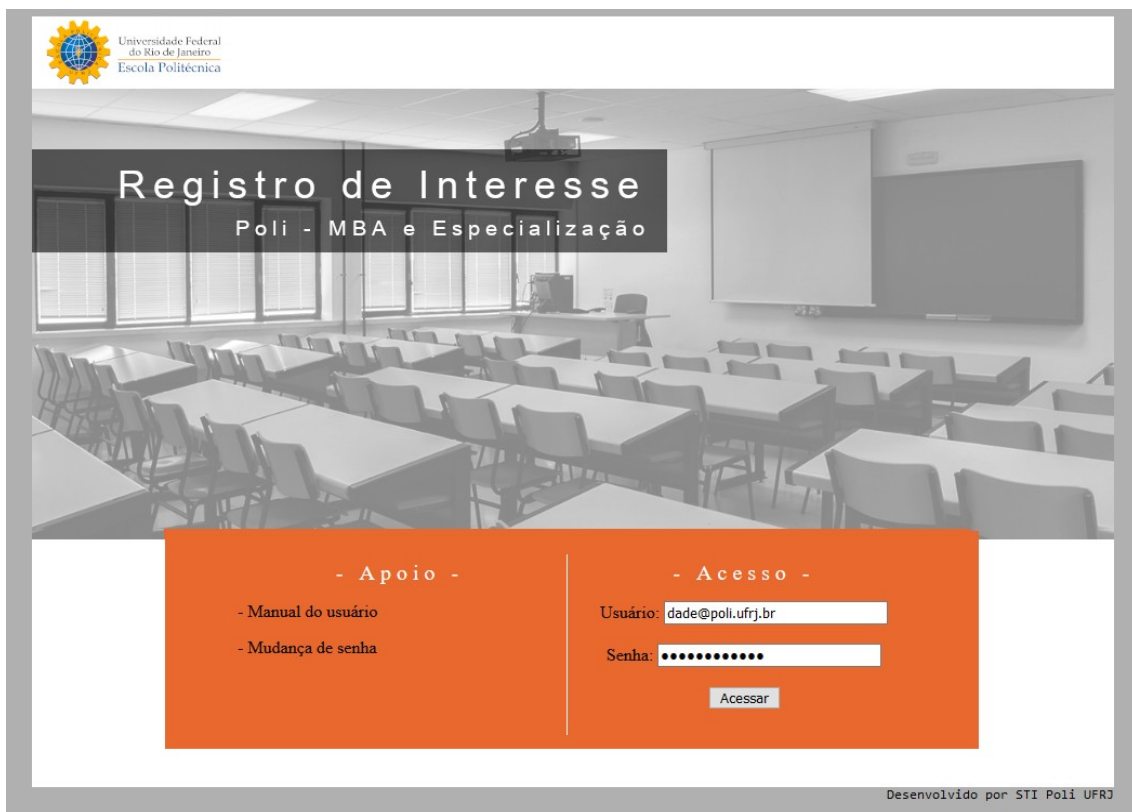 Universidade Federal
do Rio de Janeiro
Escola Politécnica
Registro de Interesse
Poli - MBA e Especialização
- Apoio -
- Manual do usuário
- Mudança de senha
- Acesso -
Usuário: dade@poli.ufrj.br
Senha: ●●●●●●●●●●●●
Acessar
Desenvolvido por STI Poli UFRJ